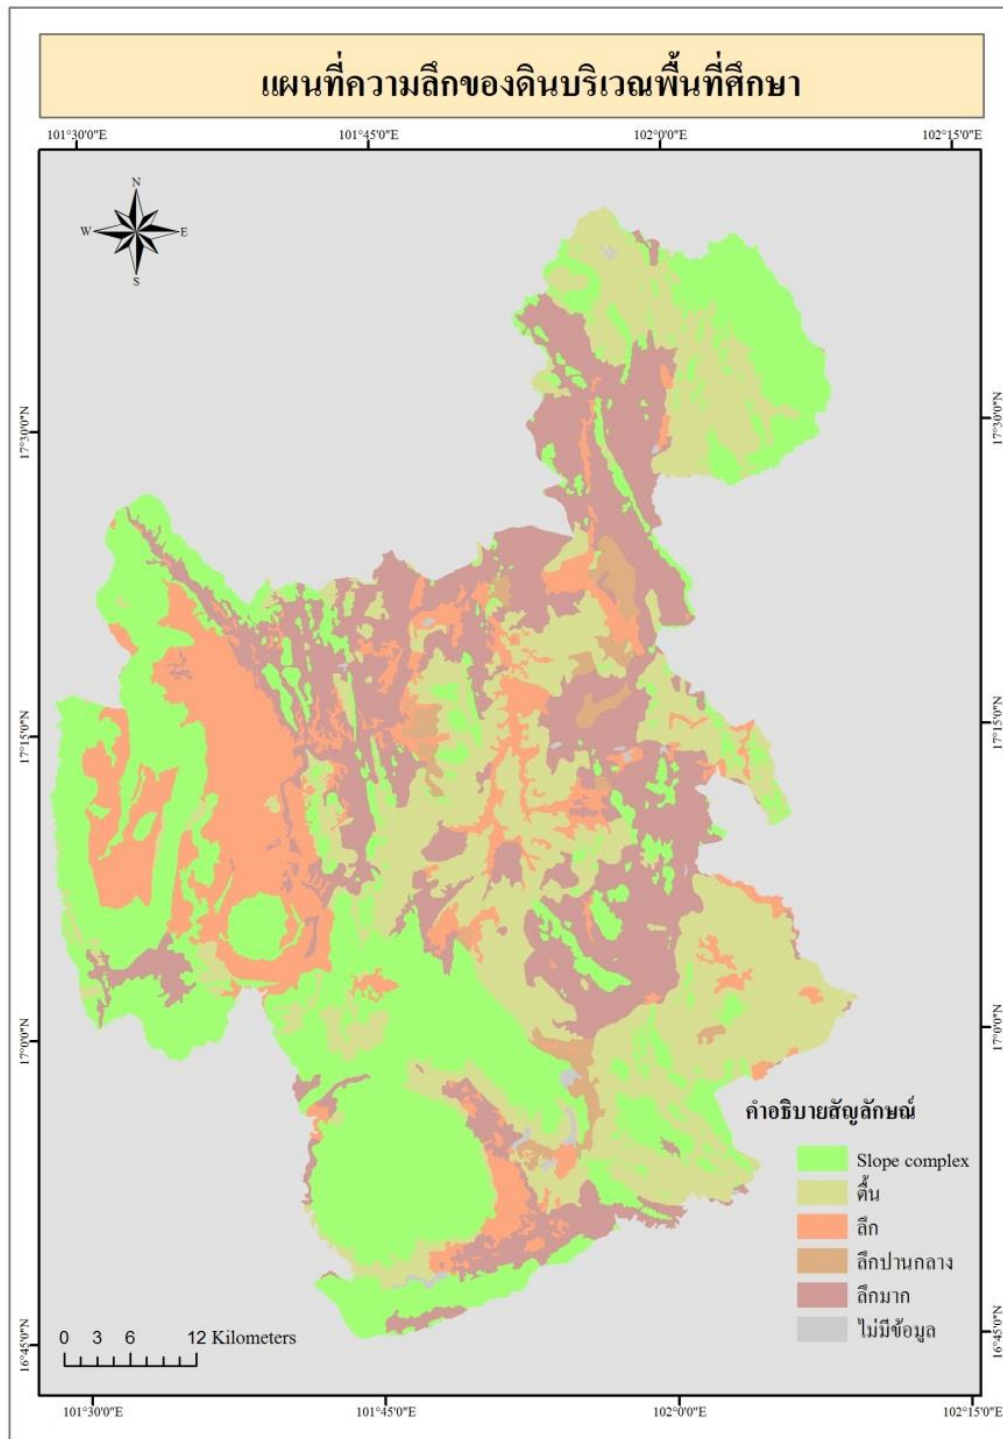 แผนที่ความลึกของดินบริเวณพื้นที่ศึกษา
101°30'0"E 101°45'0"E 102°0'0"E 102°15'0"E
N
W E
S
17°30'0"N 17°30'0"N
17°15'0"N 17°15'0"N
17°0'0"N 17°0'0"N
คำอธิบายสัญลักษณ์
Slope complex
ตื้น
ลึก
ลึกปานกลาง
ลึกมาก
ไม่มีข้อมูล
0 3 6 12 Kilometers
16°45'0"N 16°45'0"N
101°30'0"E 101°45'0"E 102°0'0"E 102°15'0"E